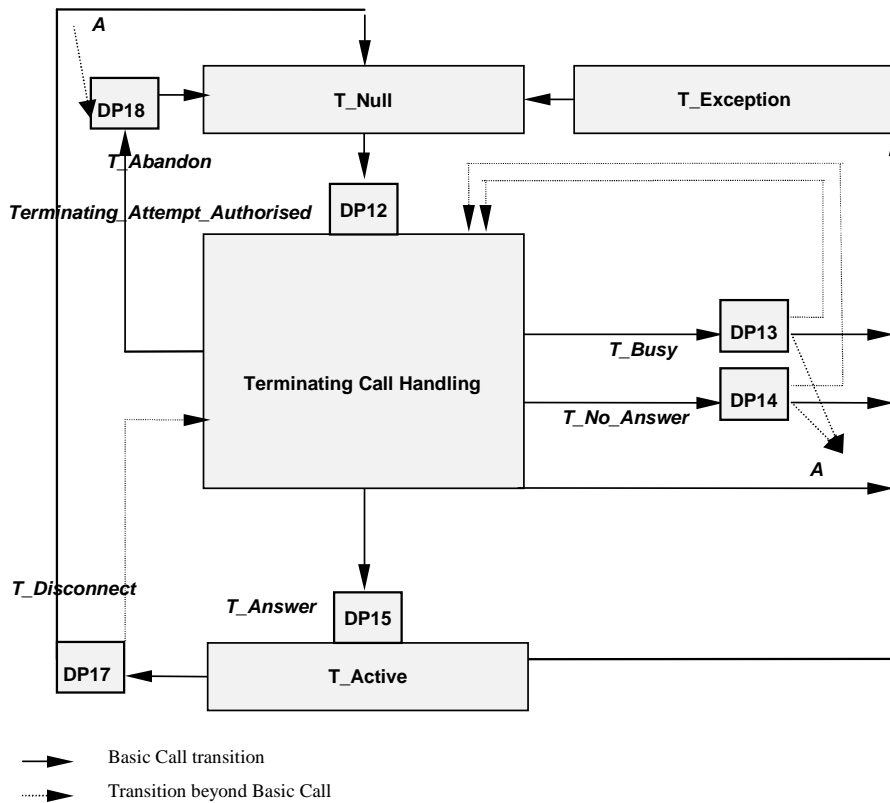 A
T_Null
T_Exception
DP18
T_Abandon
Terminating_Attempt_Authorised
DP12
DP13
T_Busy
Terminating Call Handling
DP14
T_No_Answer
A
T_Disconnect
T_Answer
DP15
DP17
T_Active
Basic Call transition
Transition beyond Basic Call